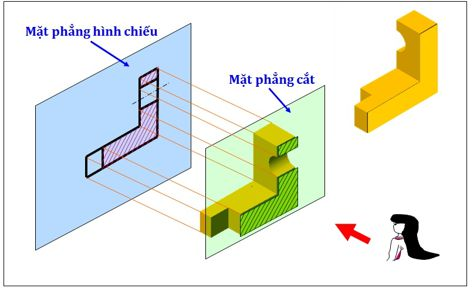 Mặt phẳng hình chiếu
Mặt phẳng cắt